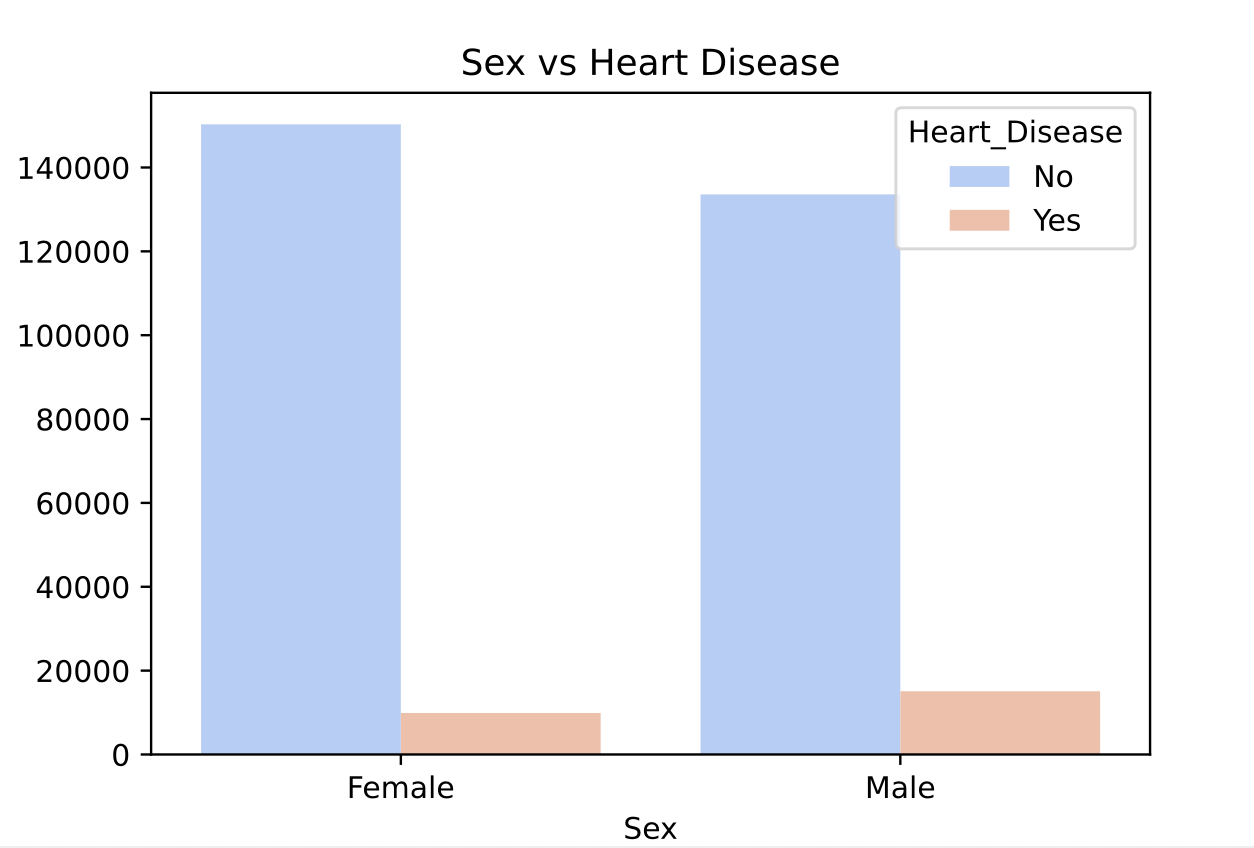 Sex vs Heart Disease
Heart_Disease
No
Yes
140000
120000
100000
80000
60000
40000
20000
0
Female Male
Sex